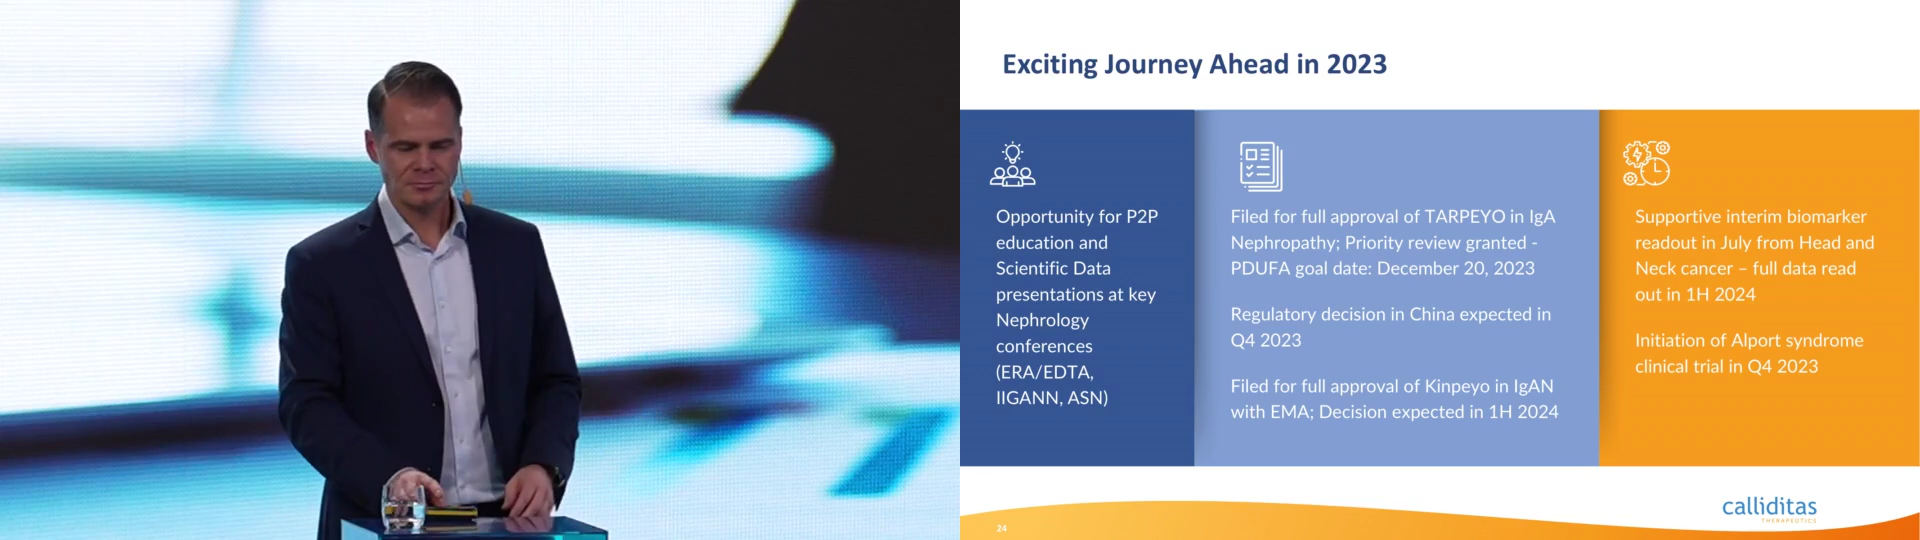 Exciting Journey Ahead in 2023
Opportunity for P2P
education and
Scientific Data
presentations at key
Nephrology
conferences
(ERA/EDTA,
IIGANN, ASN)
Filed for full approval of TARPEYO in IgA
Nephropathy; Priority review granted -
PDUFA goal date: December 20, 2023
Regulatory decision in China expected in
Q4 2023
Filed for full approval of Kinpeyo in IgAN
with EMA; Decision expected in 1H 2024
Supportive interim biomarker
readout in July from Head and
Neck cancer – full data read
out in 1H 2024
Initiation of Alport syndrome
clinical trial in Q4 2023
calliditas
THERAPEUTICS
24